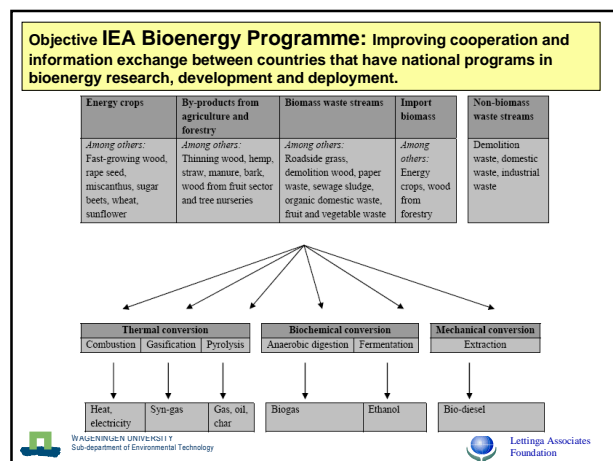 Objective IEA Bioenergy Programme: Improving cooperation and
information exchange between countries that have national programs in
bioenergy research, development and deployment.
Energy crops
By-products from
agriculture and
forestry
Biomass waste streams
Import
biomass
Non-biomass
waste streams
Among others:
Fast-growing wood,
rape seed,
miscanthus, sugar
beets, wheat,
sunflower
Among others:
Thinning wood, hemp,
straw, manure, bark,
wood from fruit sector
and tree nurseries
Among others:
Roadside grass,
demolition wood, paper
waste, sewage sludge,
organic domestic waste,
fruit and vegetable waste
Among
others:
Energy
crops, wood
from
forestry
Demolition
waste, domestic
waste, industrial
waste
Thermal conversion
Combustion Gasification Pyrolysis
Biochemical conversion
Anaerobic digestion Fermentation
Mechanical conversion
Extraction
Heat,
electricity
Syn-gas
Gas, oil,
char
Biogas
Ethanol
Bio-diesel
WAGENINGEN UNIVERSITY
Sub-department of Environmental Technology
Lettinga Associates
Foundation